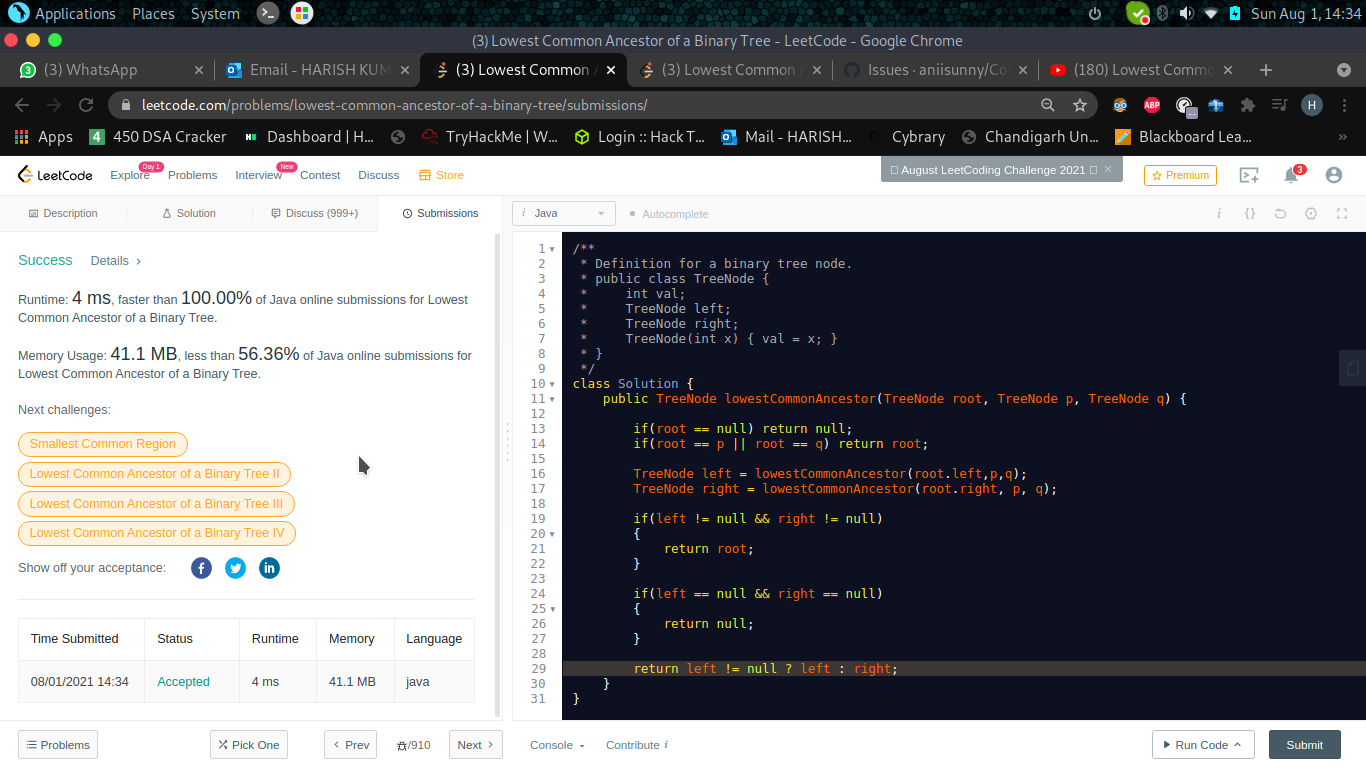 Applications Places System Sun Aug 1, 14:34
(3) Lowest Common Ancestor of a Binary Tree - LeetCode - Google Chrome
(3) WhatsApp Email - HARISH KUM (3) Lowest Common A (3) Lowest Common A Issues · aniisunny/Co (180) Lowest Commo
leetcode.com/problems/lowest-common-ancestor-of-a-binary-tree/submissions/ ABP H
Apps 4 450 DSA Cracker Dashboard | H... TryHackMe | W... Login :: Hack T... Mail - HARISH... Cybrary Chandigarh Un... Blackboard Lea... »
LeetCode Explore Day 1 Problems Interview New Contest Discuss Store August LeetCoding Challenge 2021 Premium 3
Description Solution Discuss (999+) Submissions
i Java Autocomplete i {}
Success Details >
Runtime: 4 ms, faster than 100.00% of Java online submissions for Lowest
Common Ancestor of a Binary Tree.
Memory Usage: 41.1 MB, less than 56.36% of Java online submissions for
Lowest Common Ancestor of a Binary Tree.
Next challenges:
Smallest Common Region
Lowest Common Ancestor of a Binary Tree II
Lowest Common Ancestor of a Binary Tree III
Lowest Common Ancestor of a Binary Tree IV
Show off your acceptance: f in
Time Submitted Status Runtime Memory Language
08/01/2021 14:34 Accepted 4 ms 41.1 MB java
1 /**
2 * Definition for a binary tree node.
3 * public class TreeNode {
4 * int val;
5 * TreeNode left;
6 * TreeNode right;
7 * TreeNode(int x) { val = x; }
8 * }
9 */
10 class Solution {
11 public TreeNode lowestCommonAncestor(TreeNode root, TreeNode p, TreeNode q) {
12
13 if(root == null) return null;
14 if(root == p || root == q) return root;
15
16 TreeNode left = lowestCommonAncestor(root.left,p,q);
17 TreeNode right = lowestCommonAncestor(root.right, p, q);
18
19 if(left != null && right != null)
20 {
21 return root;
22 }
23
24 if(left == null && right == null)
25 {
26 return null;
27 }
28
29 return left != null ? left : right;
30 }
31 }
Problems Pick One < Prev /910 Next > Console Contribute i Run Code Submit